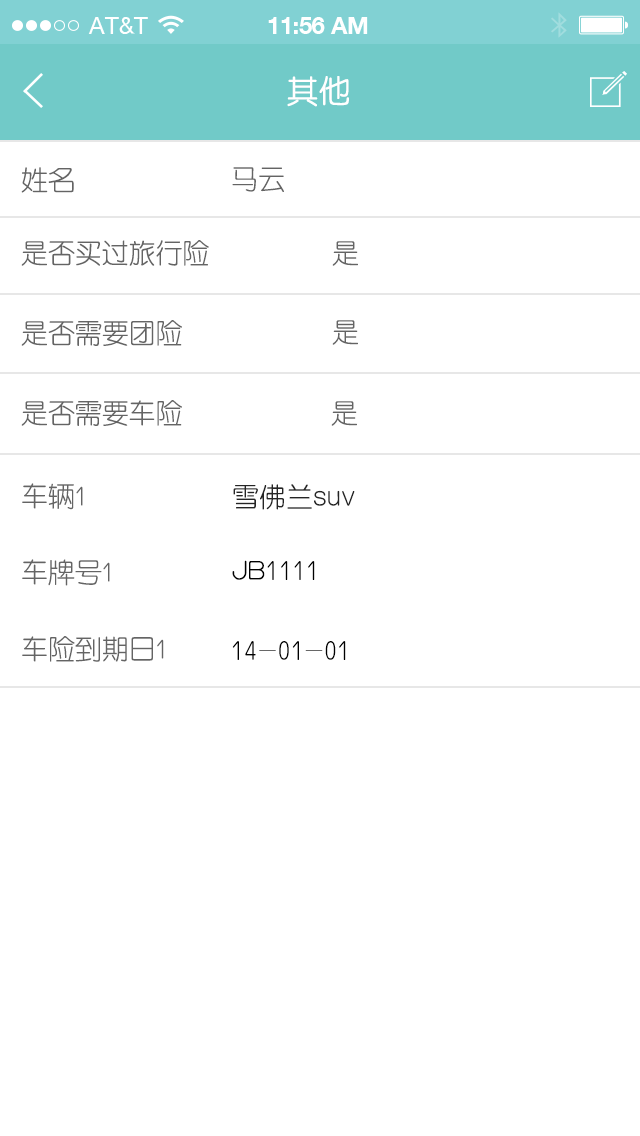 AT&T 11:56 AM
其他
姓名 马云
是否买过旅行险 是
是否需要团险 是
是否需要车险 是
车辆1 雪佛兰suv
车牌号1 JB1111
车险到期日1 14-01-01